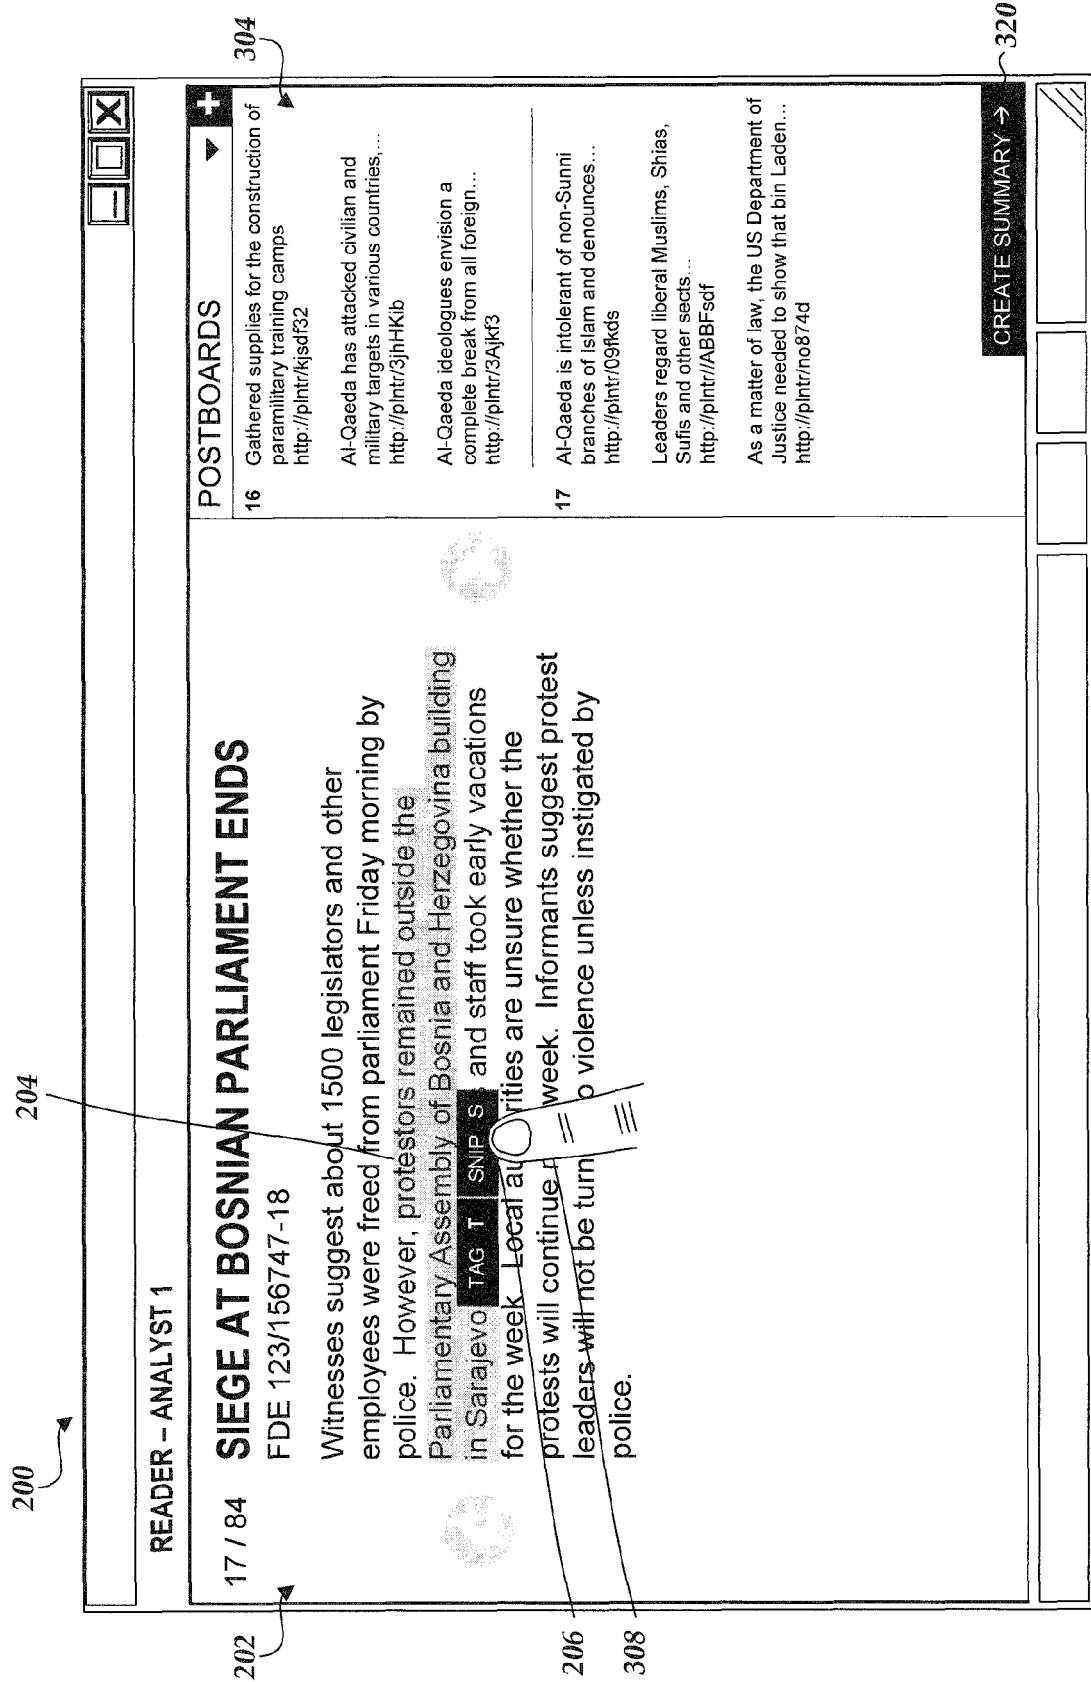 200
204
304
READER – ANALYST 1
202
17 / 84
SIEGE AT BOSNIAN PARLIAMENT ENDS
FDE 123/156747-18
Witnesses suggest about 1500 legislators and other
employees were freed from parliament Friday morning by
police. However, protestors remained outside the
Parliamentary Assembly of Bosnia and Herzegovina building
in Sarajevo and staff took early vacations
TAG T SNIP S
for the week. Local au rities are unsure whether the
protests will continue week. Informants suggest protest
leaders will not be turn o violence unless instigated by
police.
206
308
POSTBOARDS
16 Gathered supplies for the construction of
paramilitary training camps
http://plntr/kjsdf32
Al-Qaeda has attacked civilian and
military targets in various countries,...
http://plntr/3jhHKib
Al-Qaeda ideologues envision a
complete break from all foreign...
http://plntr/3Ajkf3
17 Al-Qaeda is intolerant of non-Sunni
branches of Islam and denounces...
http://plntr/09fkds
Leaders regard liberal Muslims, Shias,
Sufis and other sects...
http://plntr//ABBFsdf
As a matter of law, the US Department of
Justice needed to show that bin Laden...
http://plntr/no874d
CREATE SUMMARY →
320